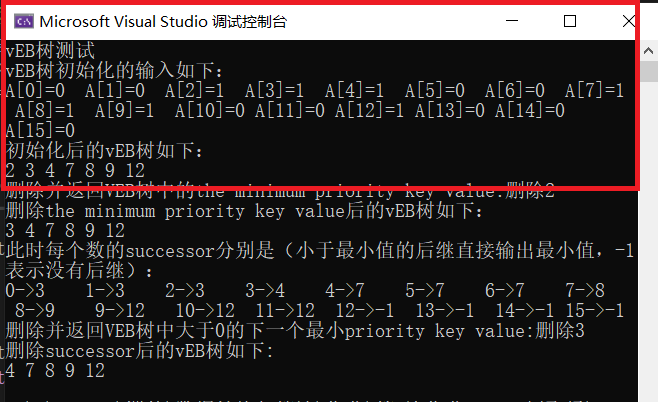 Microsoft Visual Studio 调试控制台
vEB树测试
vEB树初始化的输入如下:
A[0]=0 A[1]=0 A[2]=1 A[3]=1 A[4]=1 A[5]=0 A[6]=0 A[7]=1
A[8]=1 A[9]=1 A[10]=0 A[11]=0 A[12]=1 A[13]=0 A[14]=0
A[15]=0
初始化后的vEB树如下:
2 3 4 7 8 9 12
删除并返回VEB树中的the minimum priority key value:删除2
删除the minimum priority key value后的vEB树如下:
3 4 7 8 9 12
此时每个数的successor分别是（小于最小值的后继直接输出最小值,-1
表示没有后继）:
0->3 1->3 2->3 3->4 4->7 5->7 6->7 7->8
8->9 9->12 10->12 11->12 12->-1 13->-1 14->-1 15->-1
删除并返回VEB树中大于0的下一个最小priority key value:删除3
删除successor后的vEB树如下:
4 7 8 9 12